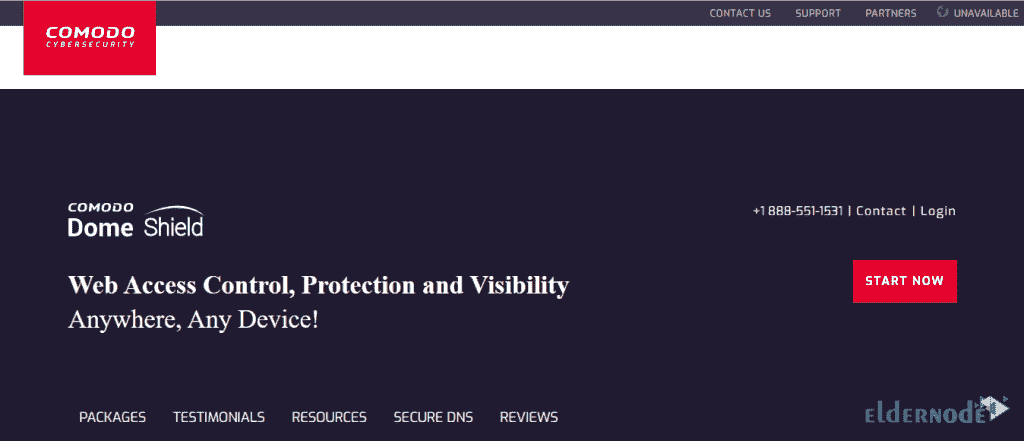 CONTACT US SUPPORT PARTNERS UNAVAILABLE
COMODO
CYBERSECURITY
COMODO
Dome Shield
+1 888-551-1531 | Contact | Login
Web Access Control, Protection and Visibility
Anywhere, Any Device!
START NOW
PACKAGES TESTIMONIALS RESOURCES SECURE DNS REVIEWS
eldernode